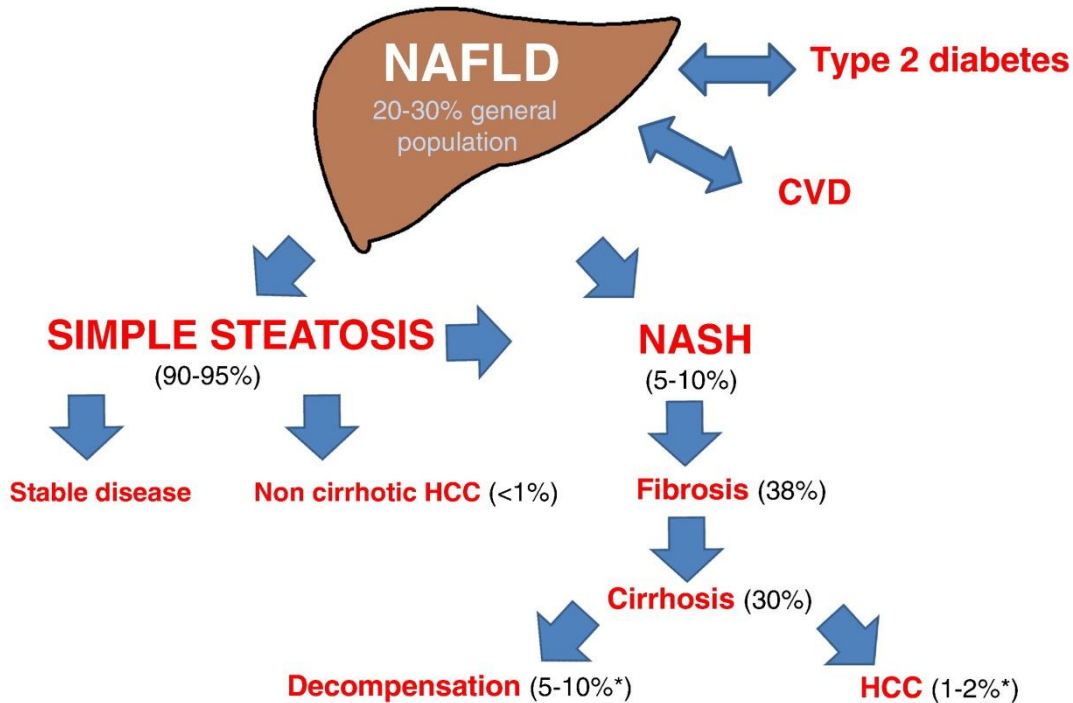 NAFLD
20-30% general
population
Type 2 diabetes
CVD
SIMPLE STEATOSIS
(90-95%)
NASH
(5-10%)
Stable disease
Non cirrhotic HCC (<1%)
Fibrosis (38%)
Cirrhosis (30%)
Decompensation (5-10%*)
HCC (1-2%*)